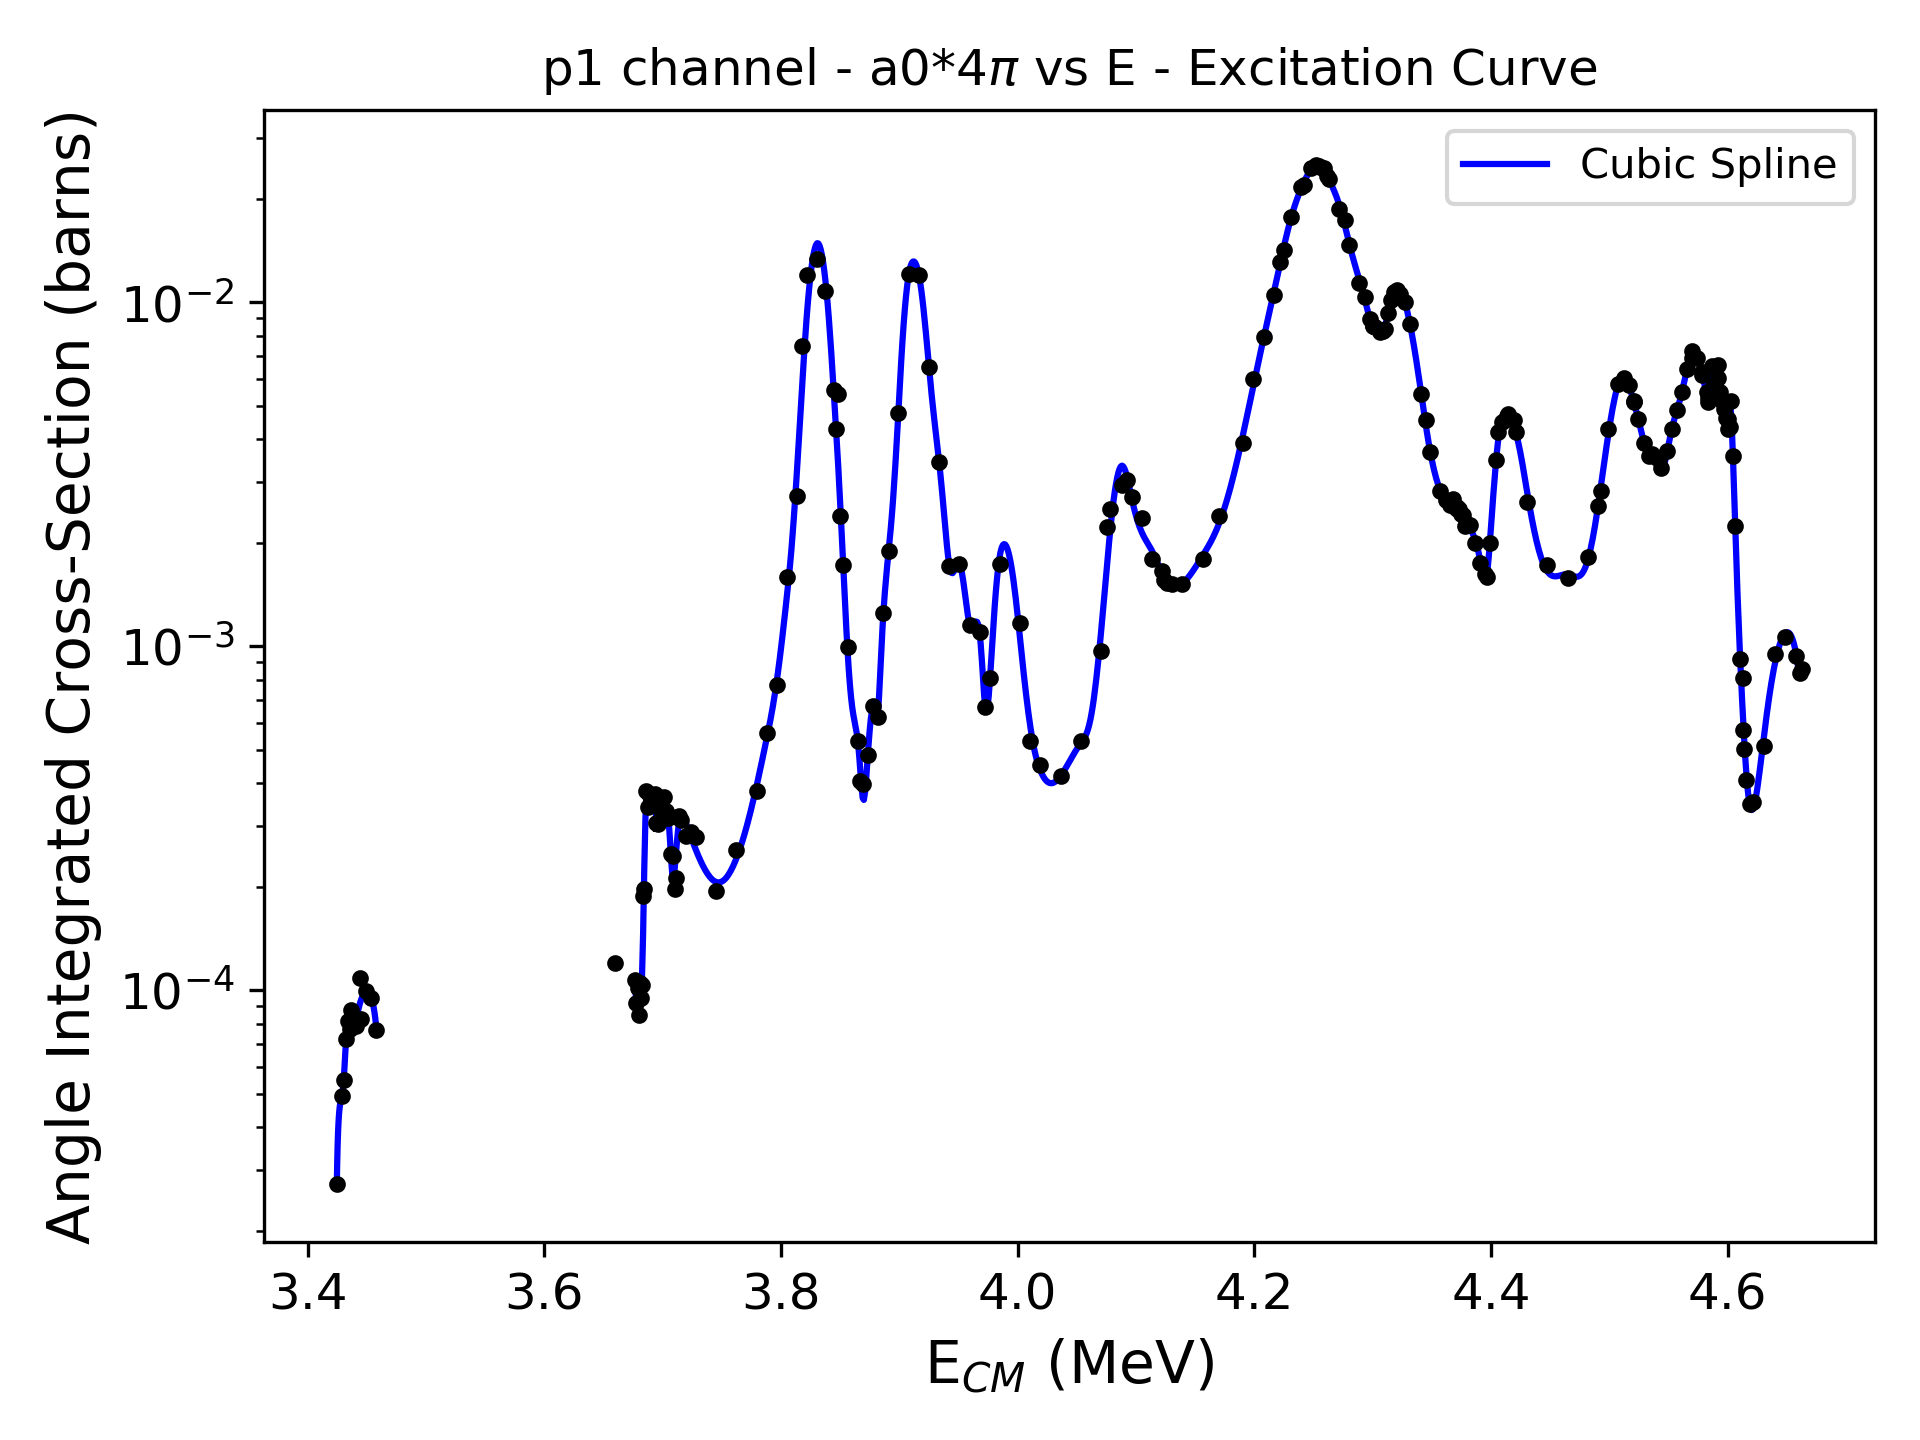 p1 channel - a0*4π vs E - Excitation Curve
Cubic Spline
Angle Integrated Cross-Section (barns)
10⁻²
10⁻³
10⁻⁴
3.4 3.6 3.8 4.0 4.2 4.4 4.6
E_CM (MeV)